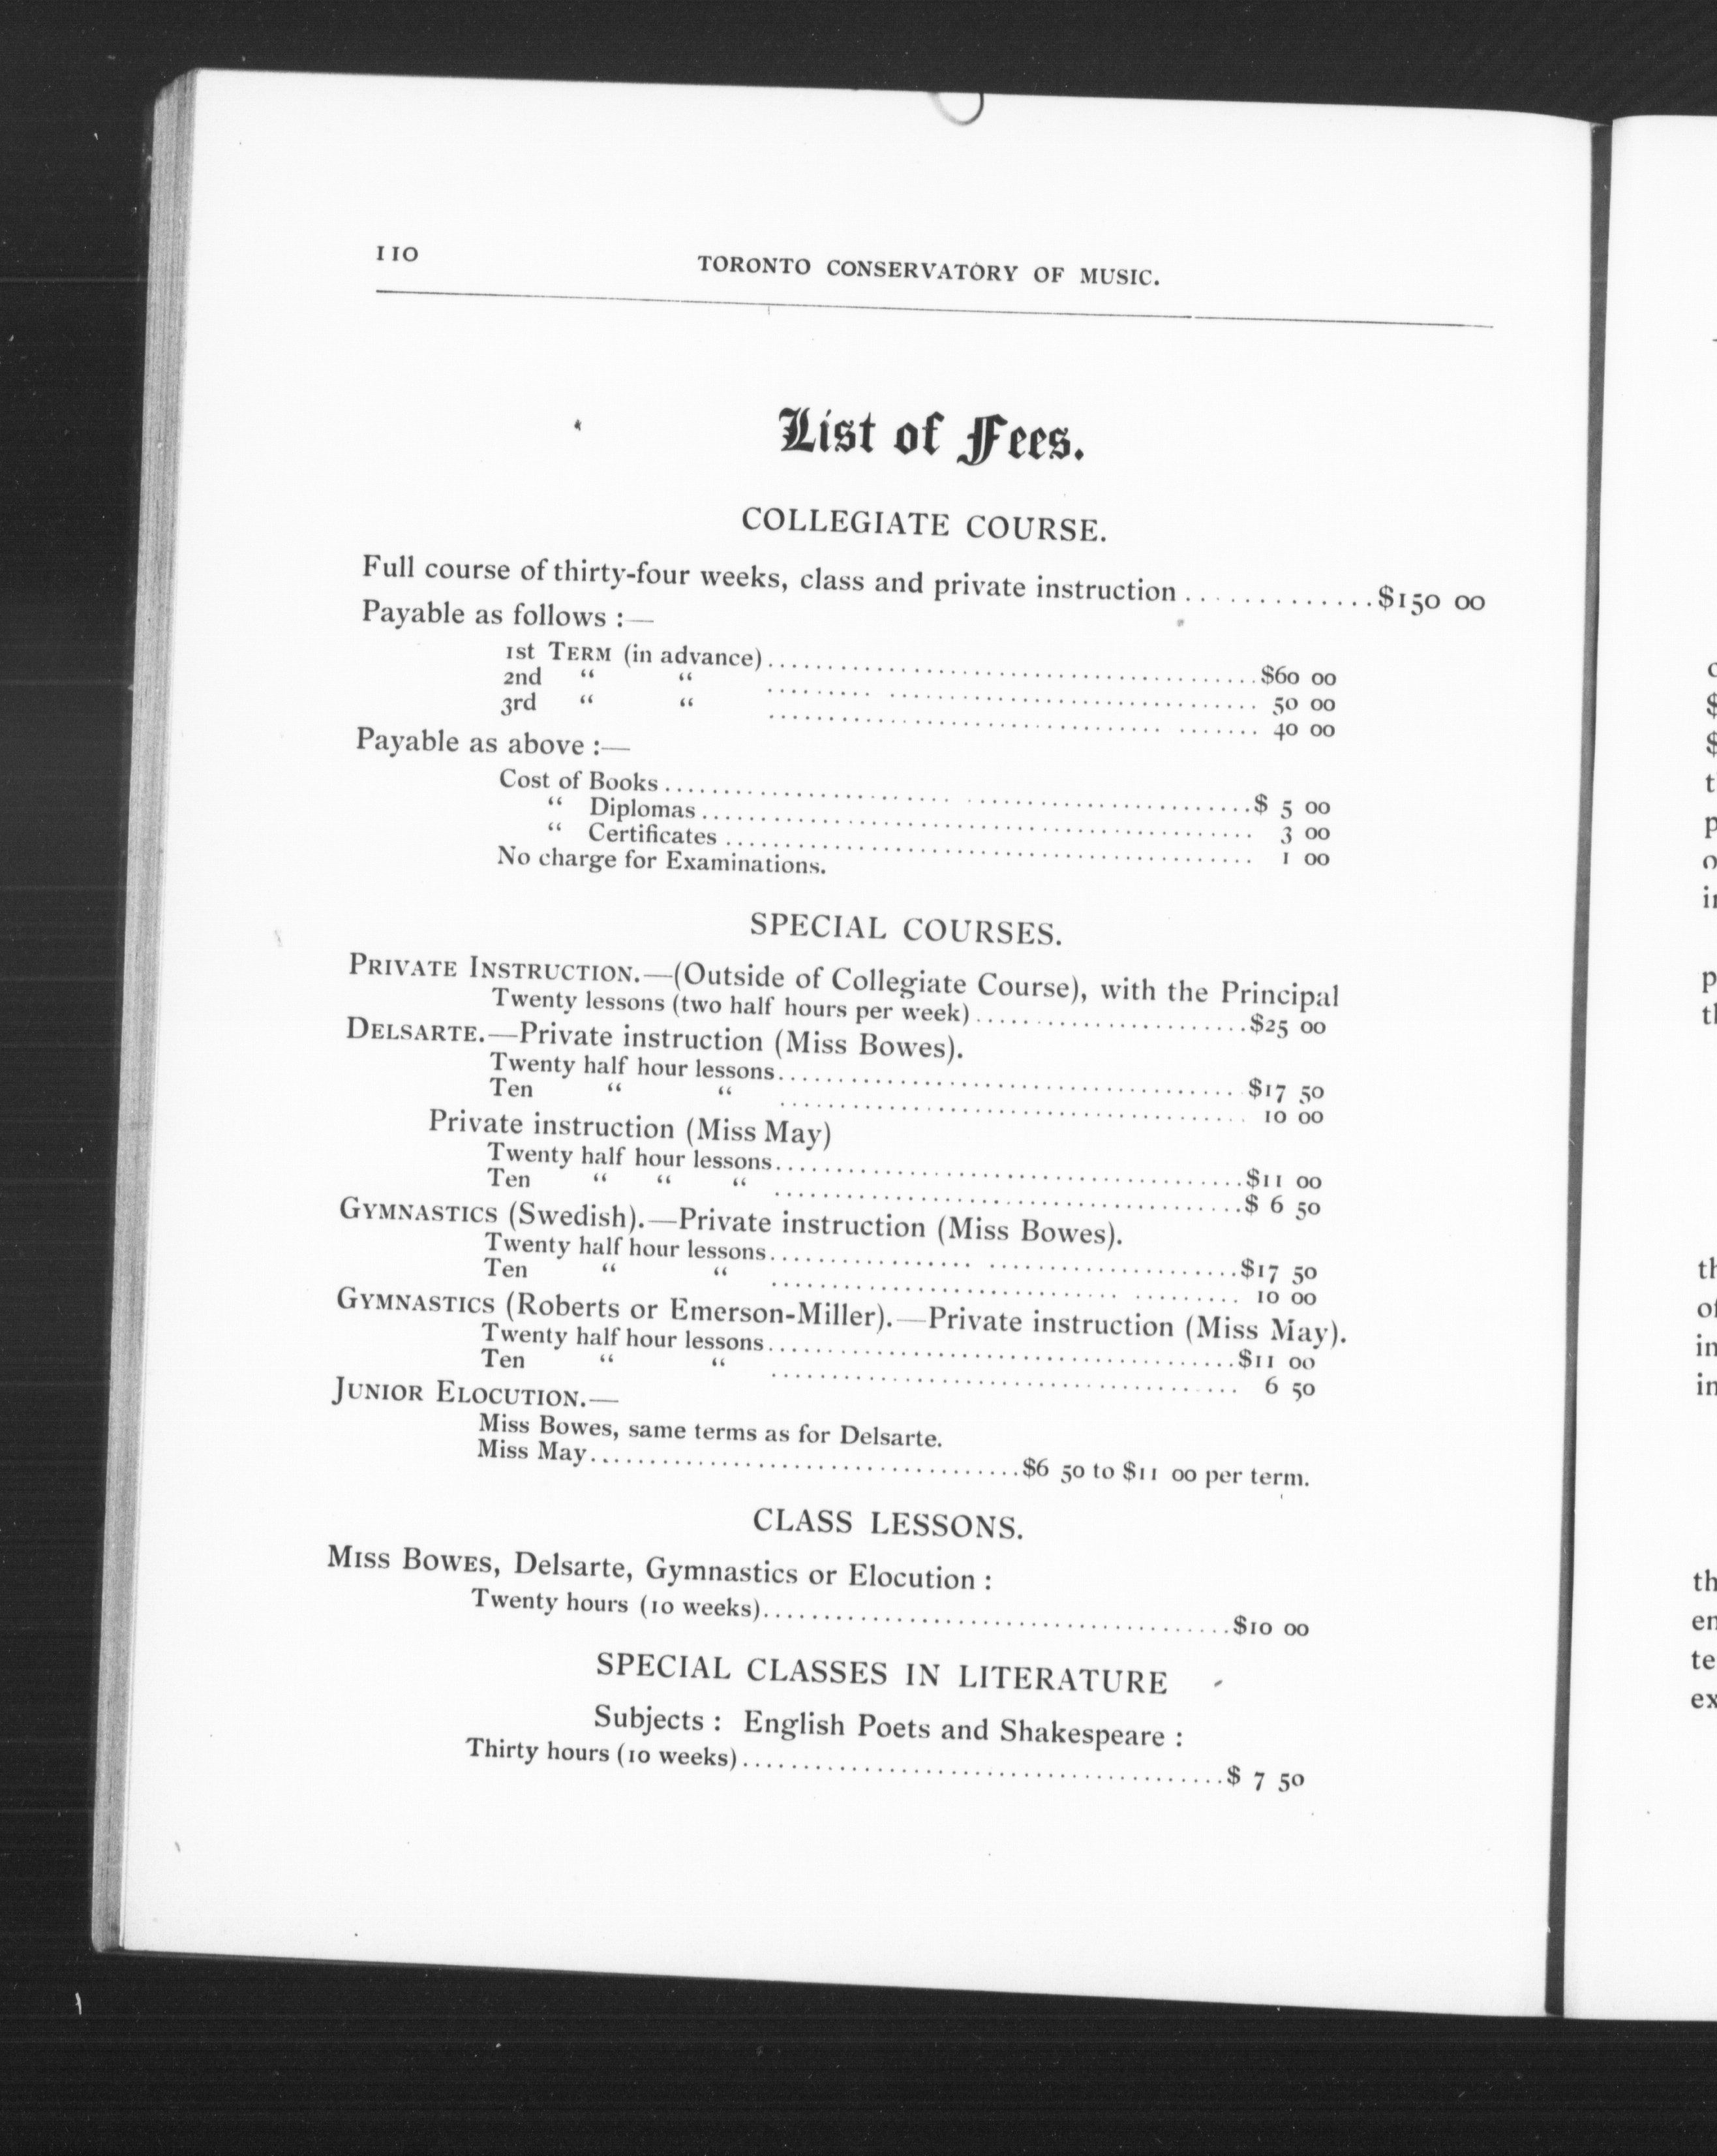 110
TORONTO CONSERVATORY OF MUSIC.
List of Fees.
COLLEGIATE COURSE.
Full course of thirty-four weeks, class and private instruction .............$150 00
Payable as follows :—
1st TERM (in advance)........................................$60 00
2nd “ “ ........................................ 50 00
3rd “ “ ........................................ 40 00
Payable as above :—
Cost of Books................................................$ 5 00
“ Diplomas............................................. 3 00
“ Certificates........................................... 1 00
No charge for Examinations.
SPECIAL COURSES.
PRIVATE INSTRUCTION.—(Outside of Collegiate Course), with the Principal
Twenty lessons (two half hours per week).......................$25 00
DELSARTE.—Private instruction (Miss Bowes).
Twenty half hour lessons.......................................$17 50
Ten “ “ ....................................... 10 00
Private instruction (Miss May)
Twenty half hour lessons.......................................$11 00
Ten “ “ “ .......................................$ 6 50
GYMNASTICS (Swedish).—Private instruction (Miss Bowes).
Twenty half hour lessons.......................................$17 50
Ten “ “ ....................................... 10 00
GYMNASTICS (Roberts or Emerson-Miller).—Private instruction (Miss May).
Twenty half hour lessons.......................................$11 00
Ten “ “ ....................................... 6 50
JUNIOR ELOCUTION.—
Miss Bowes, same terms as for Delsarte.
Miss May....................................$6 50 to $11 00 per term.
CLASS LESSONS.
MISS BOWES, Delsarte, Gymnastics or Elocution :
Twenty hours (10 weeks).......................................$10 00
SPECIAL CLASSES IN LITERATURE
Subjects : English Poets and Shakespeare :
Thirty hours (10 weeks)........................................$ 7 50